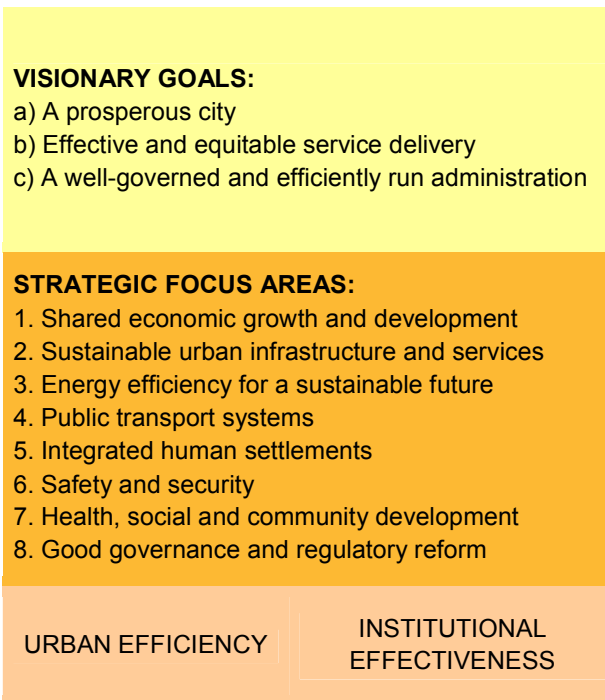 VISIONARY GOALS:
a) A prosperous city
b) Effective and equitable service delivery
c) A well-governed and efficiently run administration
STRATEGIC FOCUS AREAS:
1. Shared economic growth and development
2. Sustainable urban infrastructure and services
3. Energy efficiency for a sustainable future
4. Public transport systems
5. Integrated human settlements
6. Safety and security
7. Health, social and community development
8. Good governance and regulatory reform
URBAN EFFICIENCY
INSTITUTIONAL
EFFECTIVENESS